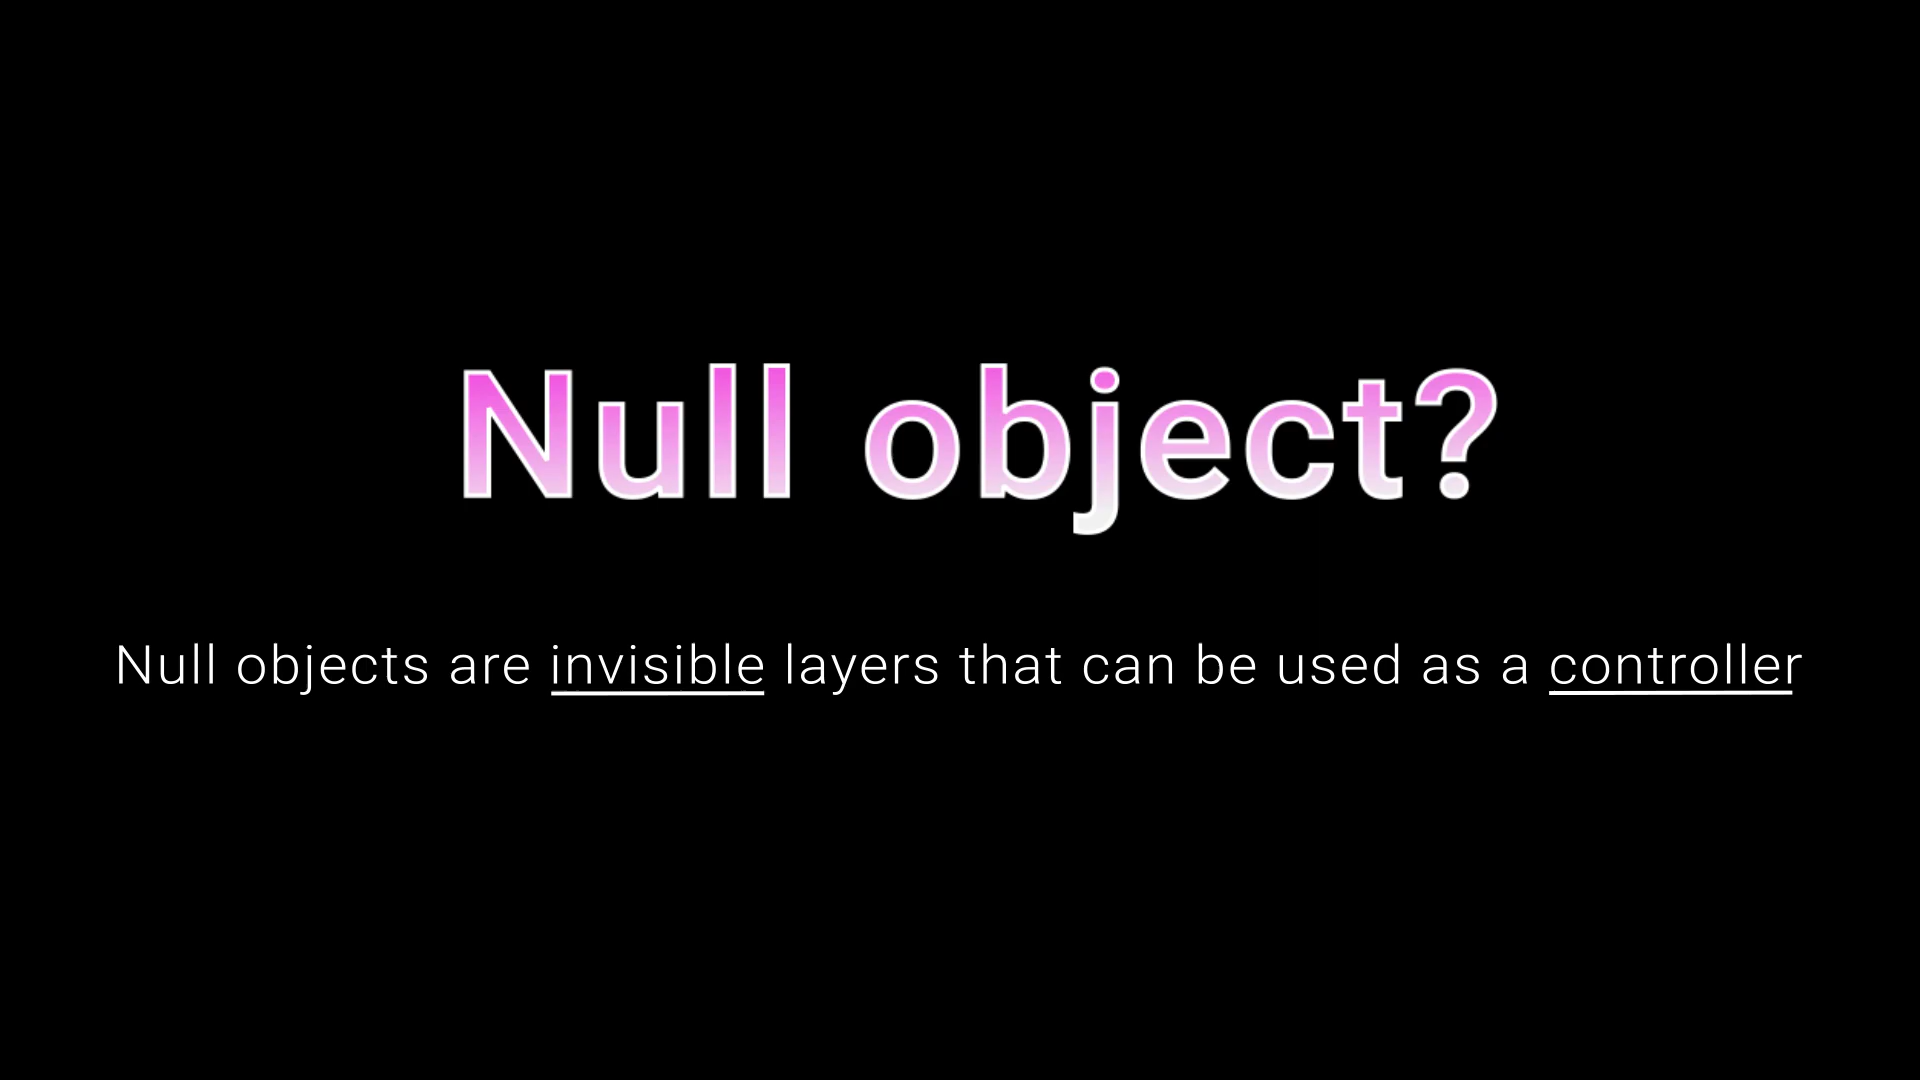 Null object?
Null objects are invisible layers that can be used as a controller